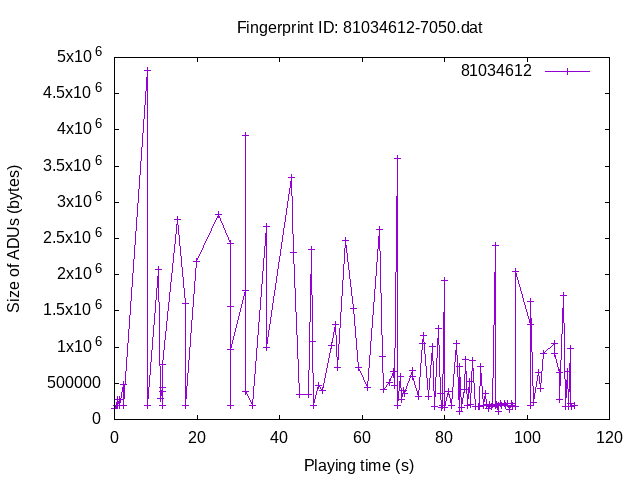 Fingerprint ID: 81034612-7050.dat
81034612
5x10^6
4.5x10^6
4x10^6
3.5x10^6
3x10^6
2.5x10^6
2x10^6
1.5x10^6
1x10^6
500000
0
Size of ADUs (bytes)
0 20 40 60 80 100 120
Playing time (s)